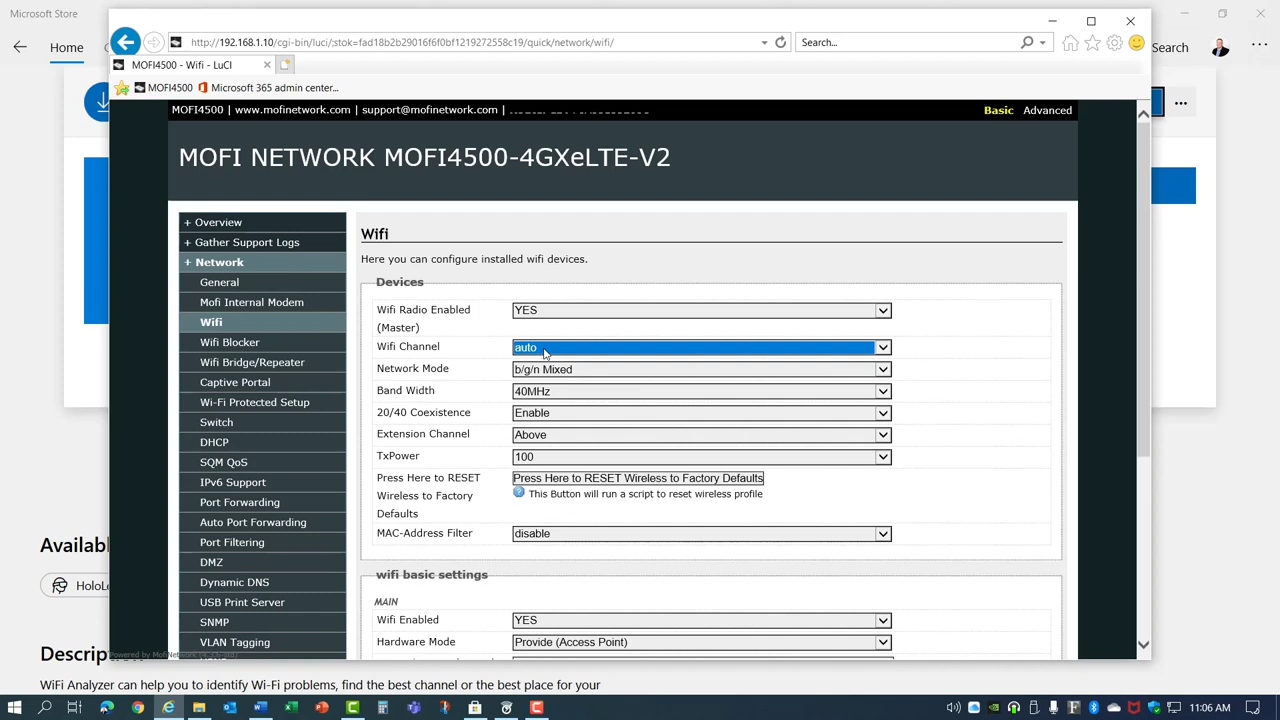 Microsoft Store
http://192.168.1.10/cgi-bin/luci/;stok=fad18b2b29016f6f0bf1219272558c19/quick/network/wifi/
Search...
Home
Search
MOFI4500 - Wifi - LuCI
MOFI4500
Microsoft 365 admin center...
MOFI4500 | www.mofinetwork.com | support@mofinetwork.com |
Basic Advanced
MOFI NETWORK MOFI4500-4GXeLTE-V2
+ Overview
+ Gather Support Logs
+ Network
General
Mofi Internal Modem
Wifi
Wifi Blocker
Wifi Bridge/Repeater
Captive Portal
Wi-Fi Protected Setup
Switch
DHCP
SQM QoS
IPv6 Support
Port Forwarding
Auto Port Forwarding
Port Filtering
DMZ
Dynamic DNS
USB Print Server
SNMP
VLAN Tagging
Wifi
Here you can configure installed wifi devices.
Devices
Wifi Radio Enabled (Master) YES
Wifi Channel auto
Network Mode b/g/n Mixed
Band Width 40MHz
20/40 Coexistence Enable
Extension Channel Above
TxPower 100
Press Here to RESET Wireless to Factory Defaults
Press Here to RESET Wireless to Factory Defaults
This Button will run a script to reset wireless profile
MAC-Address Filter disable
wifi basic settings
MAIN
Wifi Enabled YES
Hardware Mode Provide (Access Point)
Availabl
HoloLe
Descrip
WiFi Analyzer can help you to identify Wi-Fi problems, find the best channel or the best place for your
11:06 AM